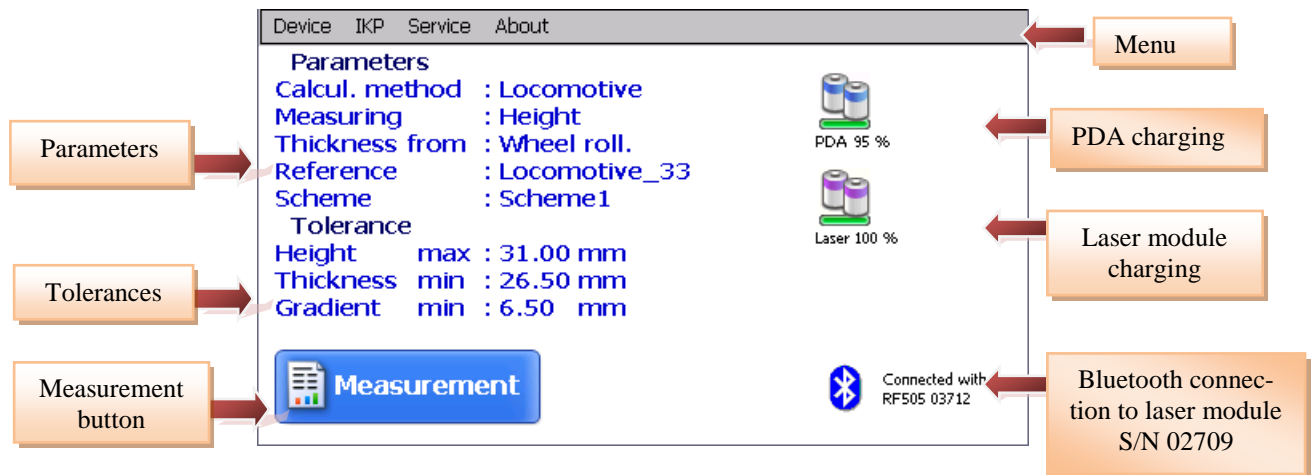 Device IKP Service About
Menu
Parameters
Calcul. method : Locomotive
Measuring : Height
Thickness from : Wheel roll.
Reference : Locomotive_33
Scheme : Scheme1
Tolerance
Height max : 31.00 mm
Thickness min : 26.50 mm
Gradient min : 6.50 mm
Measurement
PDA 95 %
Laser 100 %
Connected with
RF505 03712
Parameters
Tolerances
Measurement
button
PDA charging
Laser module
charging
Bluetooth connec-
tion to laser module
S/N 02709